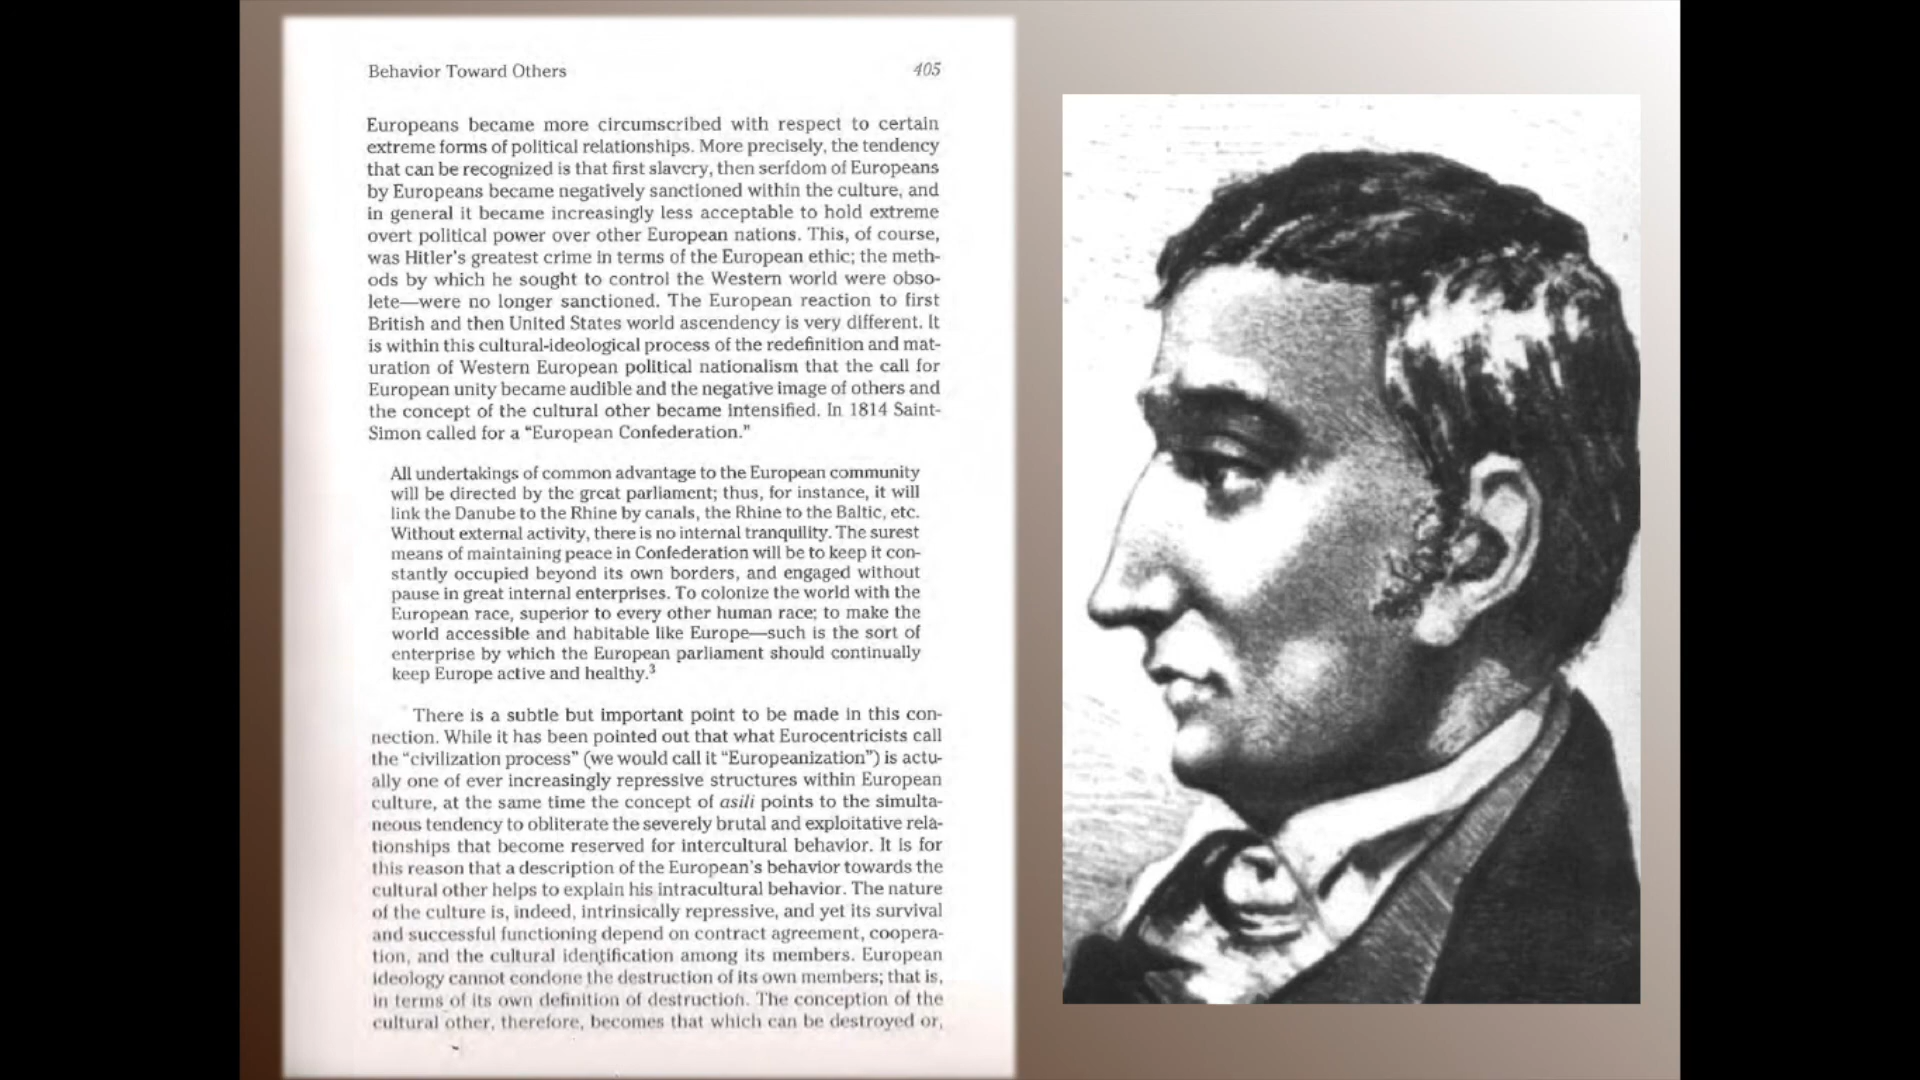 Behavior Toward Others 405
Europeans became more circumscribed with respect to certain
extreme forms of political relationships. More precisely, the tendency
that can be recognized is that first slavery, then serfdom of Europeans
by Europeans became negatively sanctioned within the culture, and
in general it became increasingly less acceptable to hold extreme
overt political power over other European nations. This, of course,
was Hitler's greatest crime in terms of the European ethic; the meth-
ods by which he sought to control the Western world were obso-
lete—were no longer sanctioned. The European reaction to first
British and then United States world ascendency is very different. It
is within this cultural-ideological process of the redefinition and mat-
uration of Western European political nationalism that the call for
European unity became audible and the negative image of others and
the concept of the cultural other became intensified. In 1814 Saint-
Simon called for a "European Confederation."
All undertakings of common advantage to the European community
will be directed by the great parliament; thus, for instance, it will
link the Danube to the Rhine by canals, the Rhine to the Baltic, etc.
Without external activity, there is no internal tranquility. The surest
means of maintaining peace in Confederation will be to keep it con-
stantly occupied beyond its own borders, and engaged without
pause in great internal enterprises. To colonize the world with the
European race, superior to every other human race; to make the
world accessible and habitable like Europe—such is the sort of
enterprise by which the European parliament should continually
keep Europe active and healthy.³
There is a subtle but important point to be made in this con-
nection. While it has been pointed out that what Eurocentricists call
the "civilization process" (we would call it "Europeanization") is actu-
ally one of ever increasingly repressive structures within European
culture, at the same time the concept of asili points to the simulta-
neous tendency to obliterate the severely brutal and exploitative rela-
tionships that become reserved for intercultural behavior. It is for
this reason that a description of the European's behavior towards the
cultural other helps to explain his intracultural behavior. The nature
of the culture is, indeed, intrinsically repressive, and yet its survival
and successful functioning depend on contract agreement, coopera-
tion, and the cultural identification among its members. European
ideology cannot condone the destruction of its own members; that is,
in terms of its own definition of destruction. The conception of the
cultural other, therefore, becomes that which can be destroyed or,